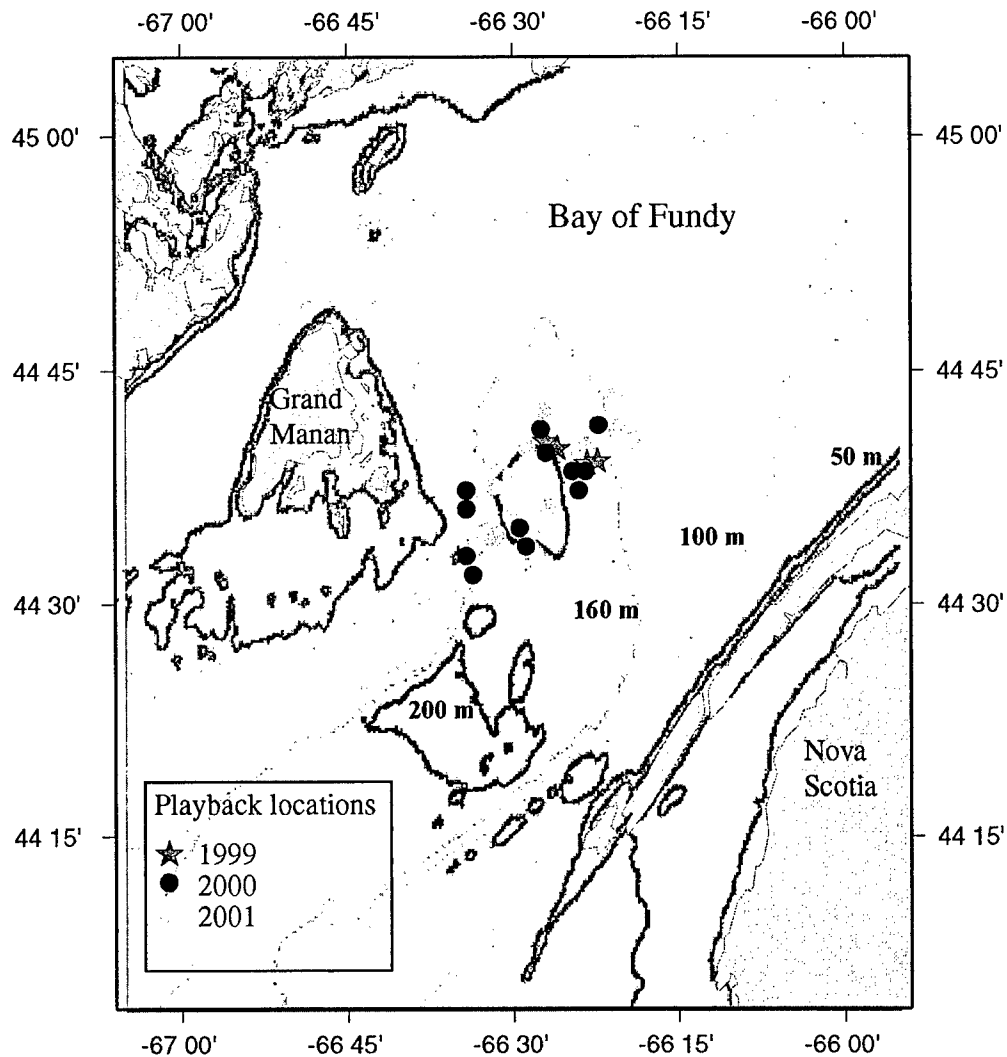 -67 00' -66 45' -66 30' -66 15' -66 00'
45 00' 45 00'
Bay of Fundy
44 45' 44 45'
Grand
Manan
50 m
100 m
44 30' 44 30'
160 m
200 m
Nova
Scotia
Playback locations
44 15' 44 15'
1999
2000
2001
-67 00' -66 45' -66 30' -66 15' -66 00'